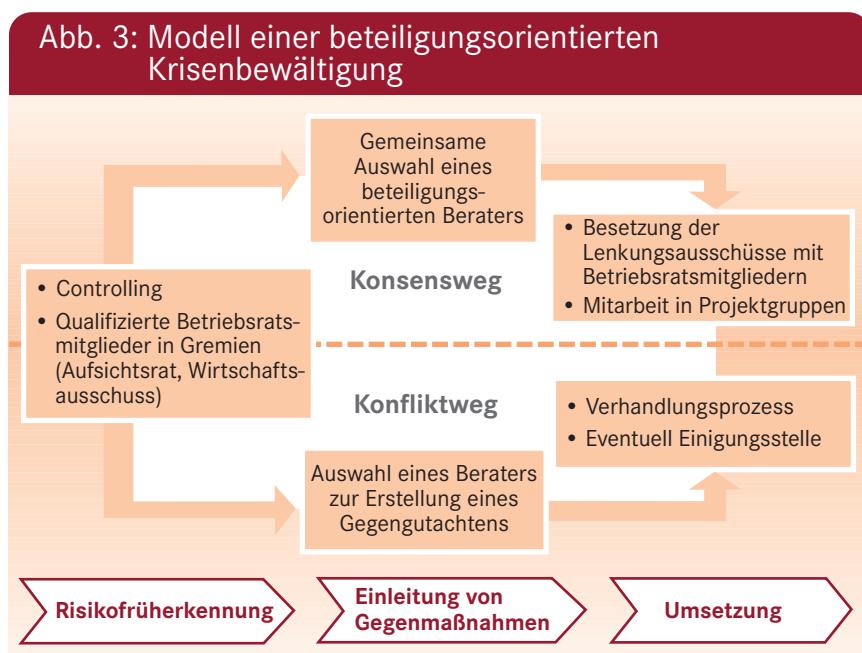 Abb. 3: Modell einer beteiligungsorientierten
Krisenbewältigung
Gemeinsame
Auswahl eines
beteiligungs-
orientierten Beraters
• Besetzung der
Lenkungsausschüsse mit
Betriebsratsmitgliedern
• Mitarbeit in Projektgruppen
Konsensweg
• Controlling
• Qualifizierte Betriebsrats-
mitglieder in Gremien
(Aufsichtsrat, Wirtschafts-
ausschuss)
Konfliktweg
• Verhandlungsprozess
• Eventuell Einigungsstelle
Auswahl eines Beraters
zur Erstellung eines
Gegengutachtens
Risikofrüherkennung
Einleitung von
Gegenmaßnahmen
Umsetzung